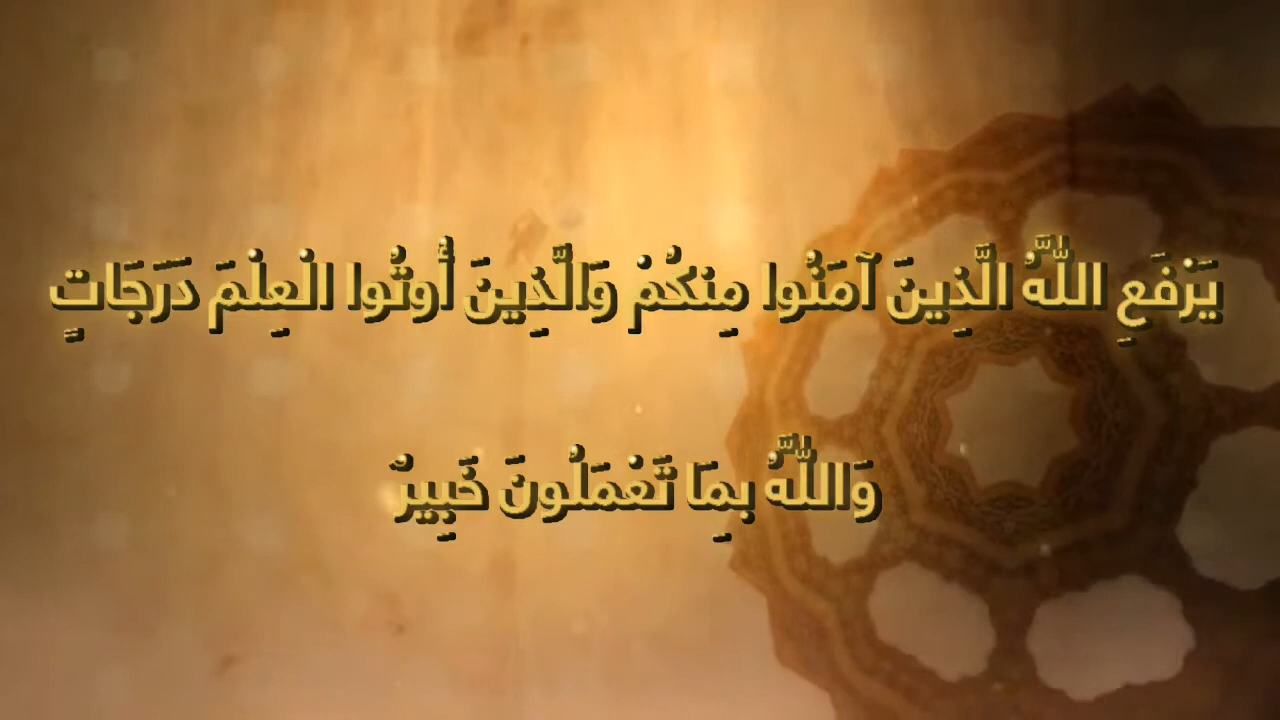 يَرْفَعِ اللَّهُ الَّذِينَ آمَنُوا مِنكُمْ وَالَّذِينَ أُوتُوا الْعِلْمَ دَرَجَاتٍ
وَاللَّهُ بِمَا تَعْمَلُونَ خَبِيرٌ